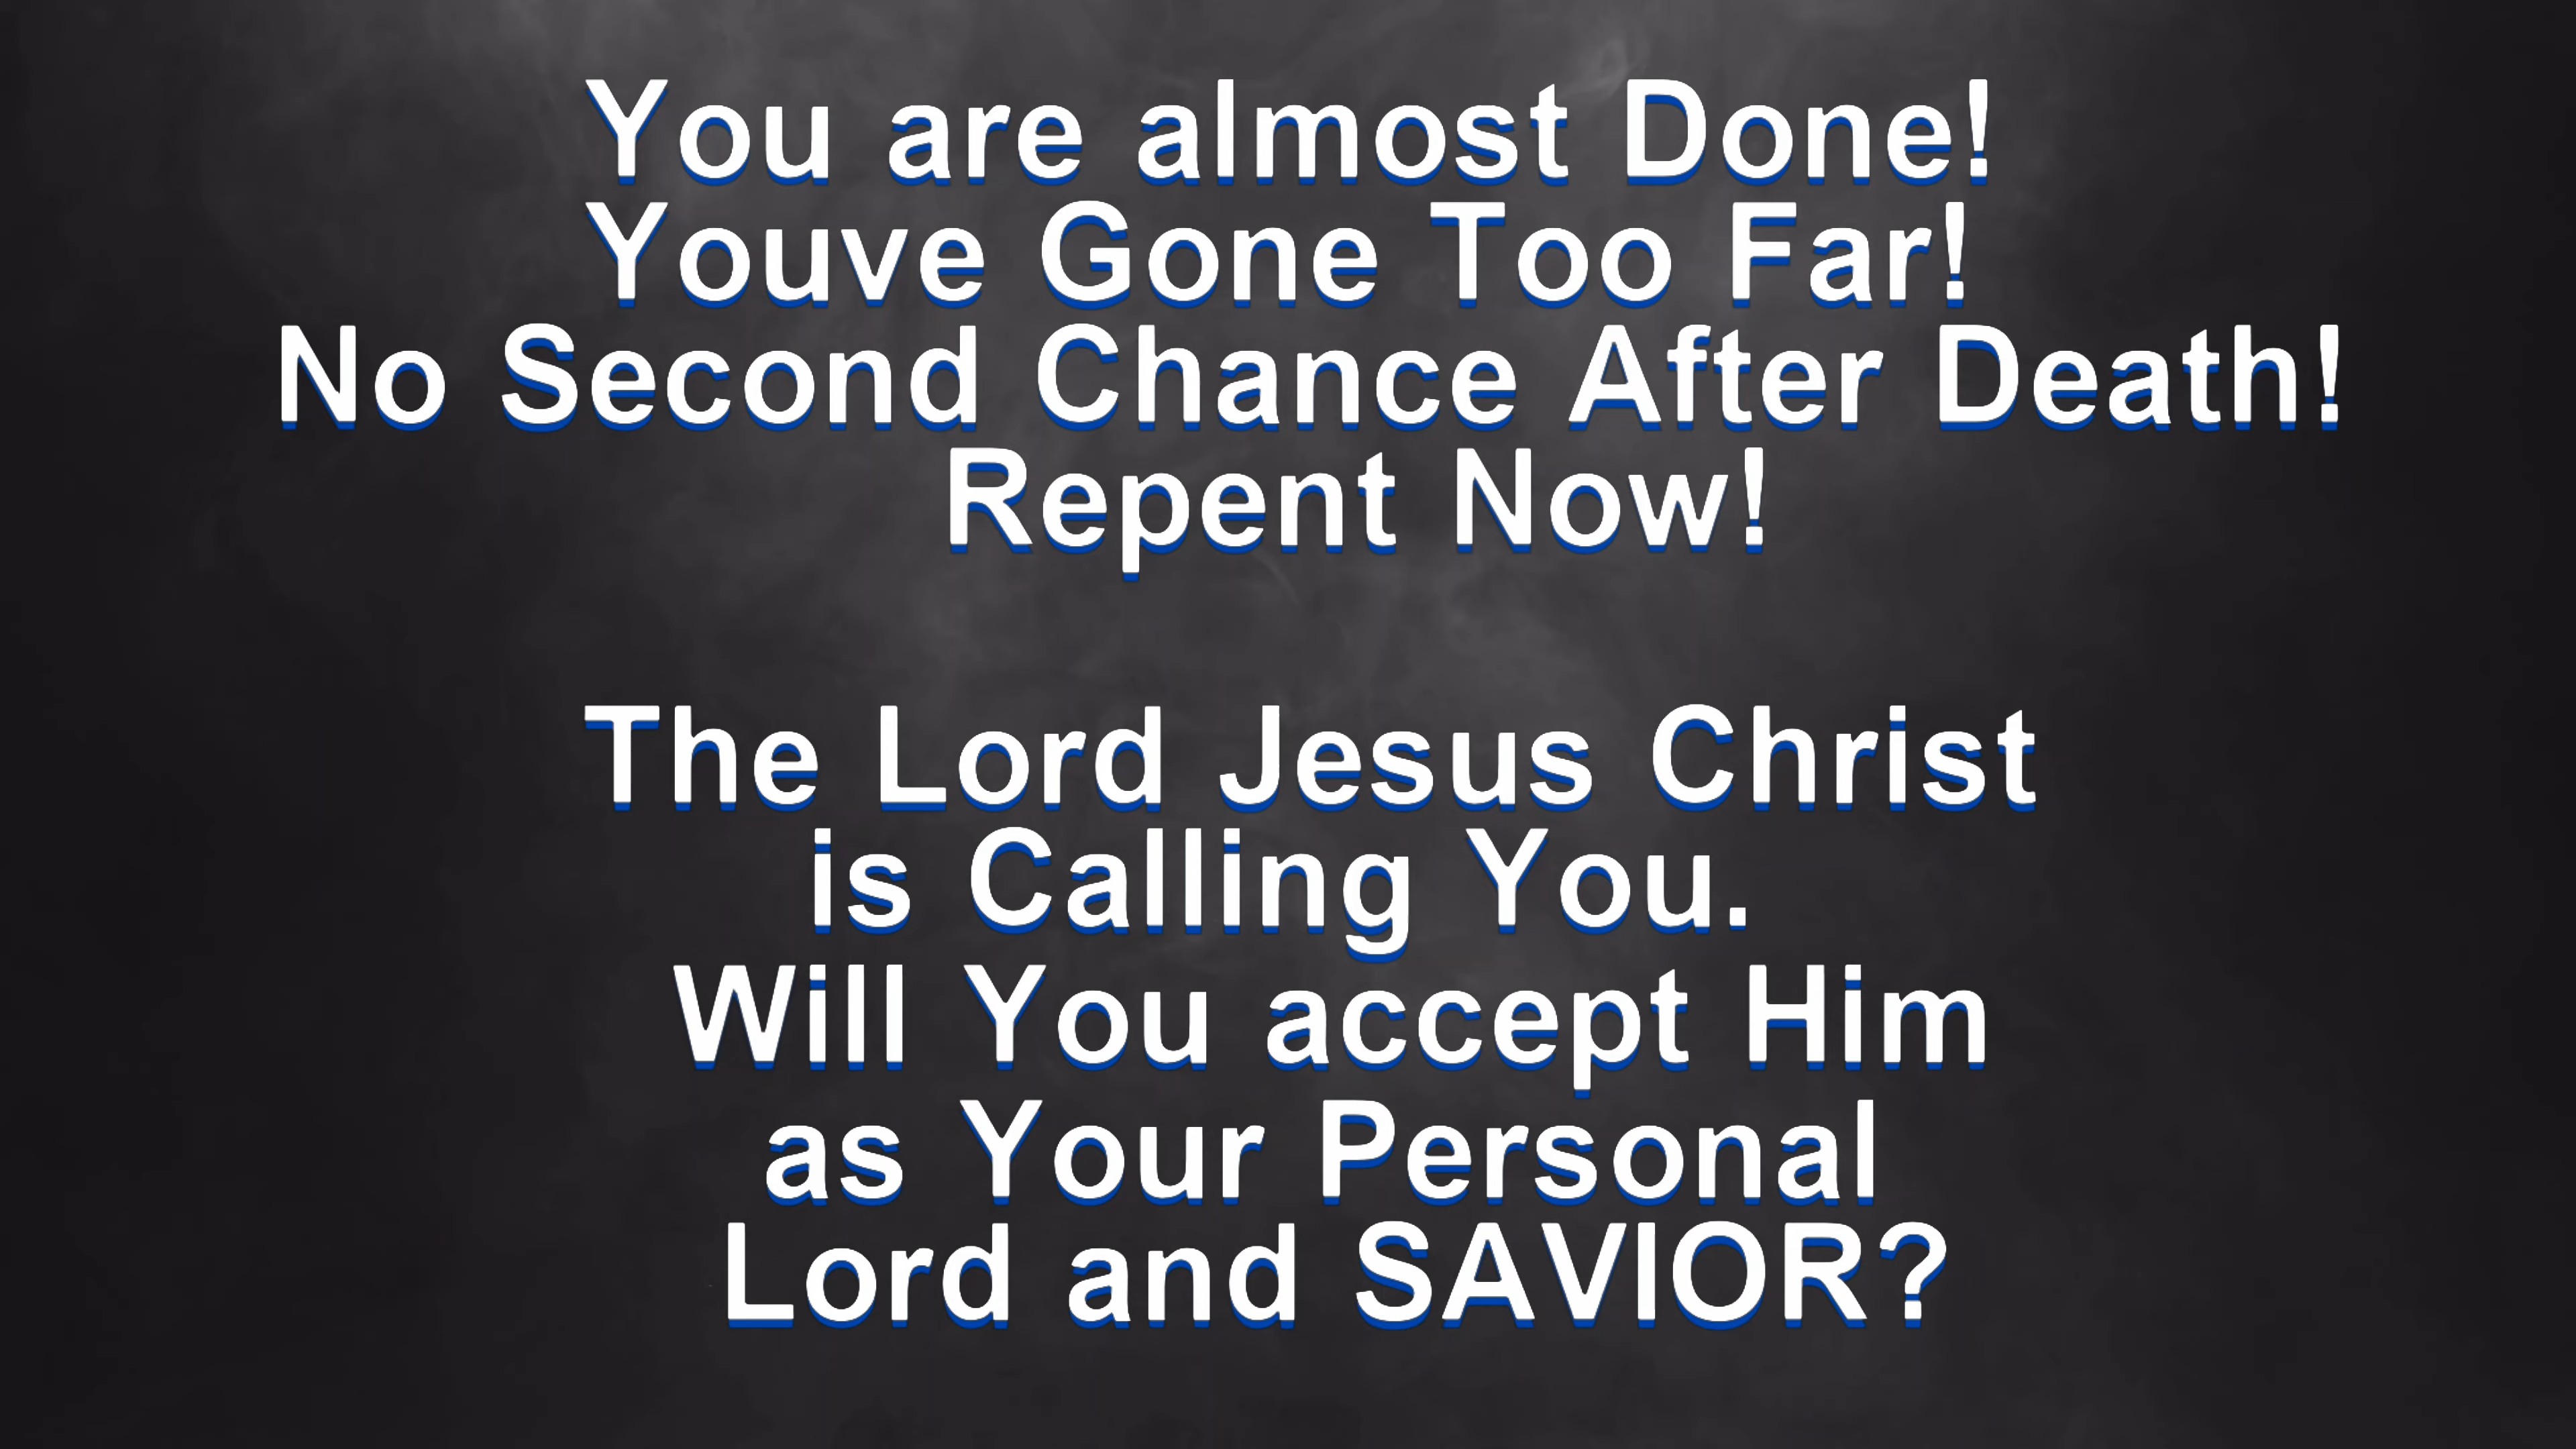 You are almost Done!
Youve Gone Too Far!
No Second Chance After Death!
Repent Now!
The Lord Jesus Christ
is Calling You.
Will You accept Him
as Your Personal
Lord and SAVIOR?